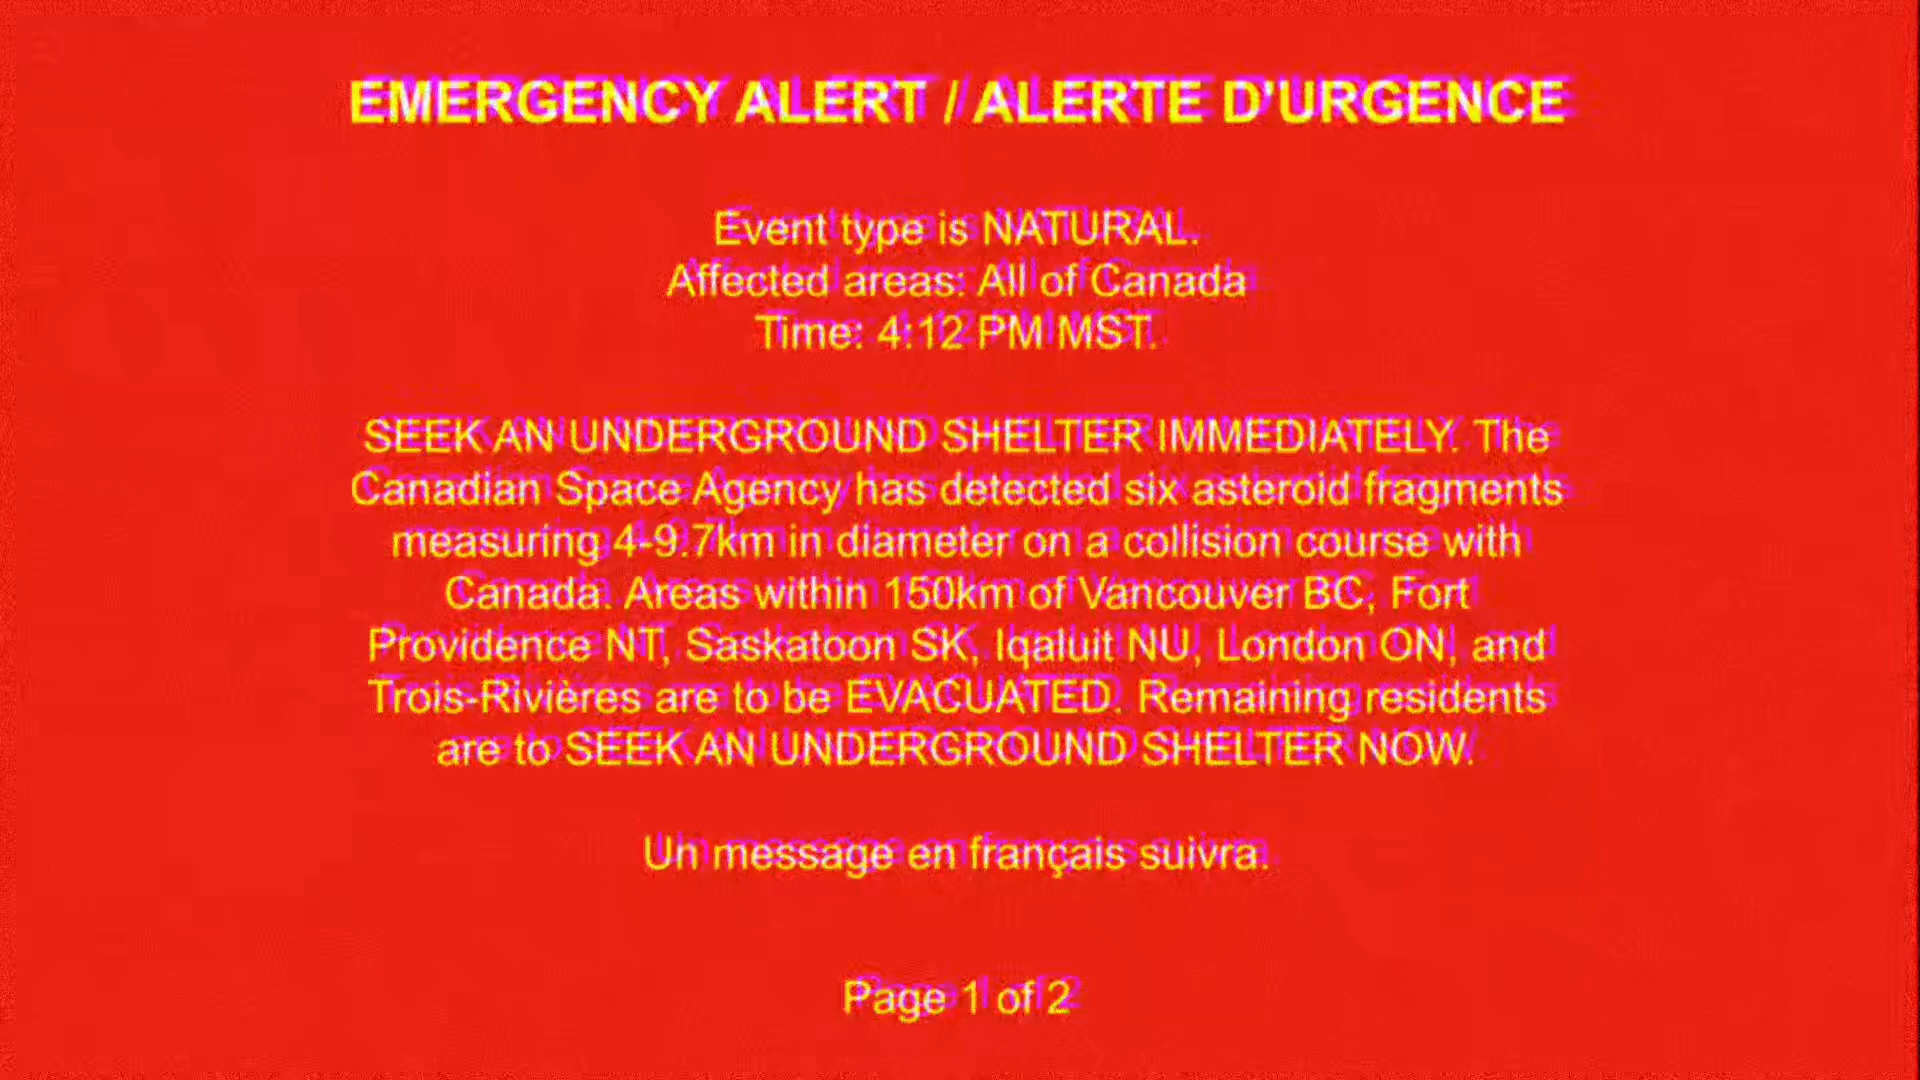 EMERGENCY ALERT / ALERTE D'URGENCE
Event type is NATURAL.
Affected areas: All of Canada
Time: 4:12 PM MST.
SEEK AN UNDERGROUND SHELTER IMMEDIATELY. The
Canadian Space Agency has detected six asteroid fragments
measuring 4-9.7km in diameter on a collision course with
Canada. Areas within 150km of Vancouver BC, Fort
Providence NT, Saskatoon SK, Iqaluit NU, London ON, and
Trois-Rivières are to be EVACUATED. Remaining residents
are to SEEK AN UNDERGROUND SHELTER NOW.
Un message en français suivra.
Page 1 of 2